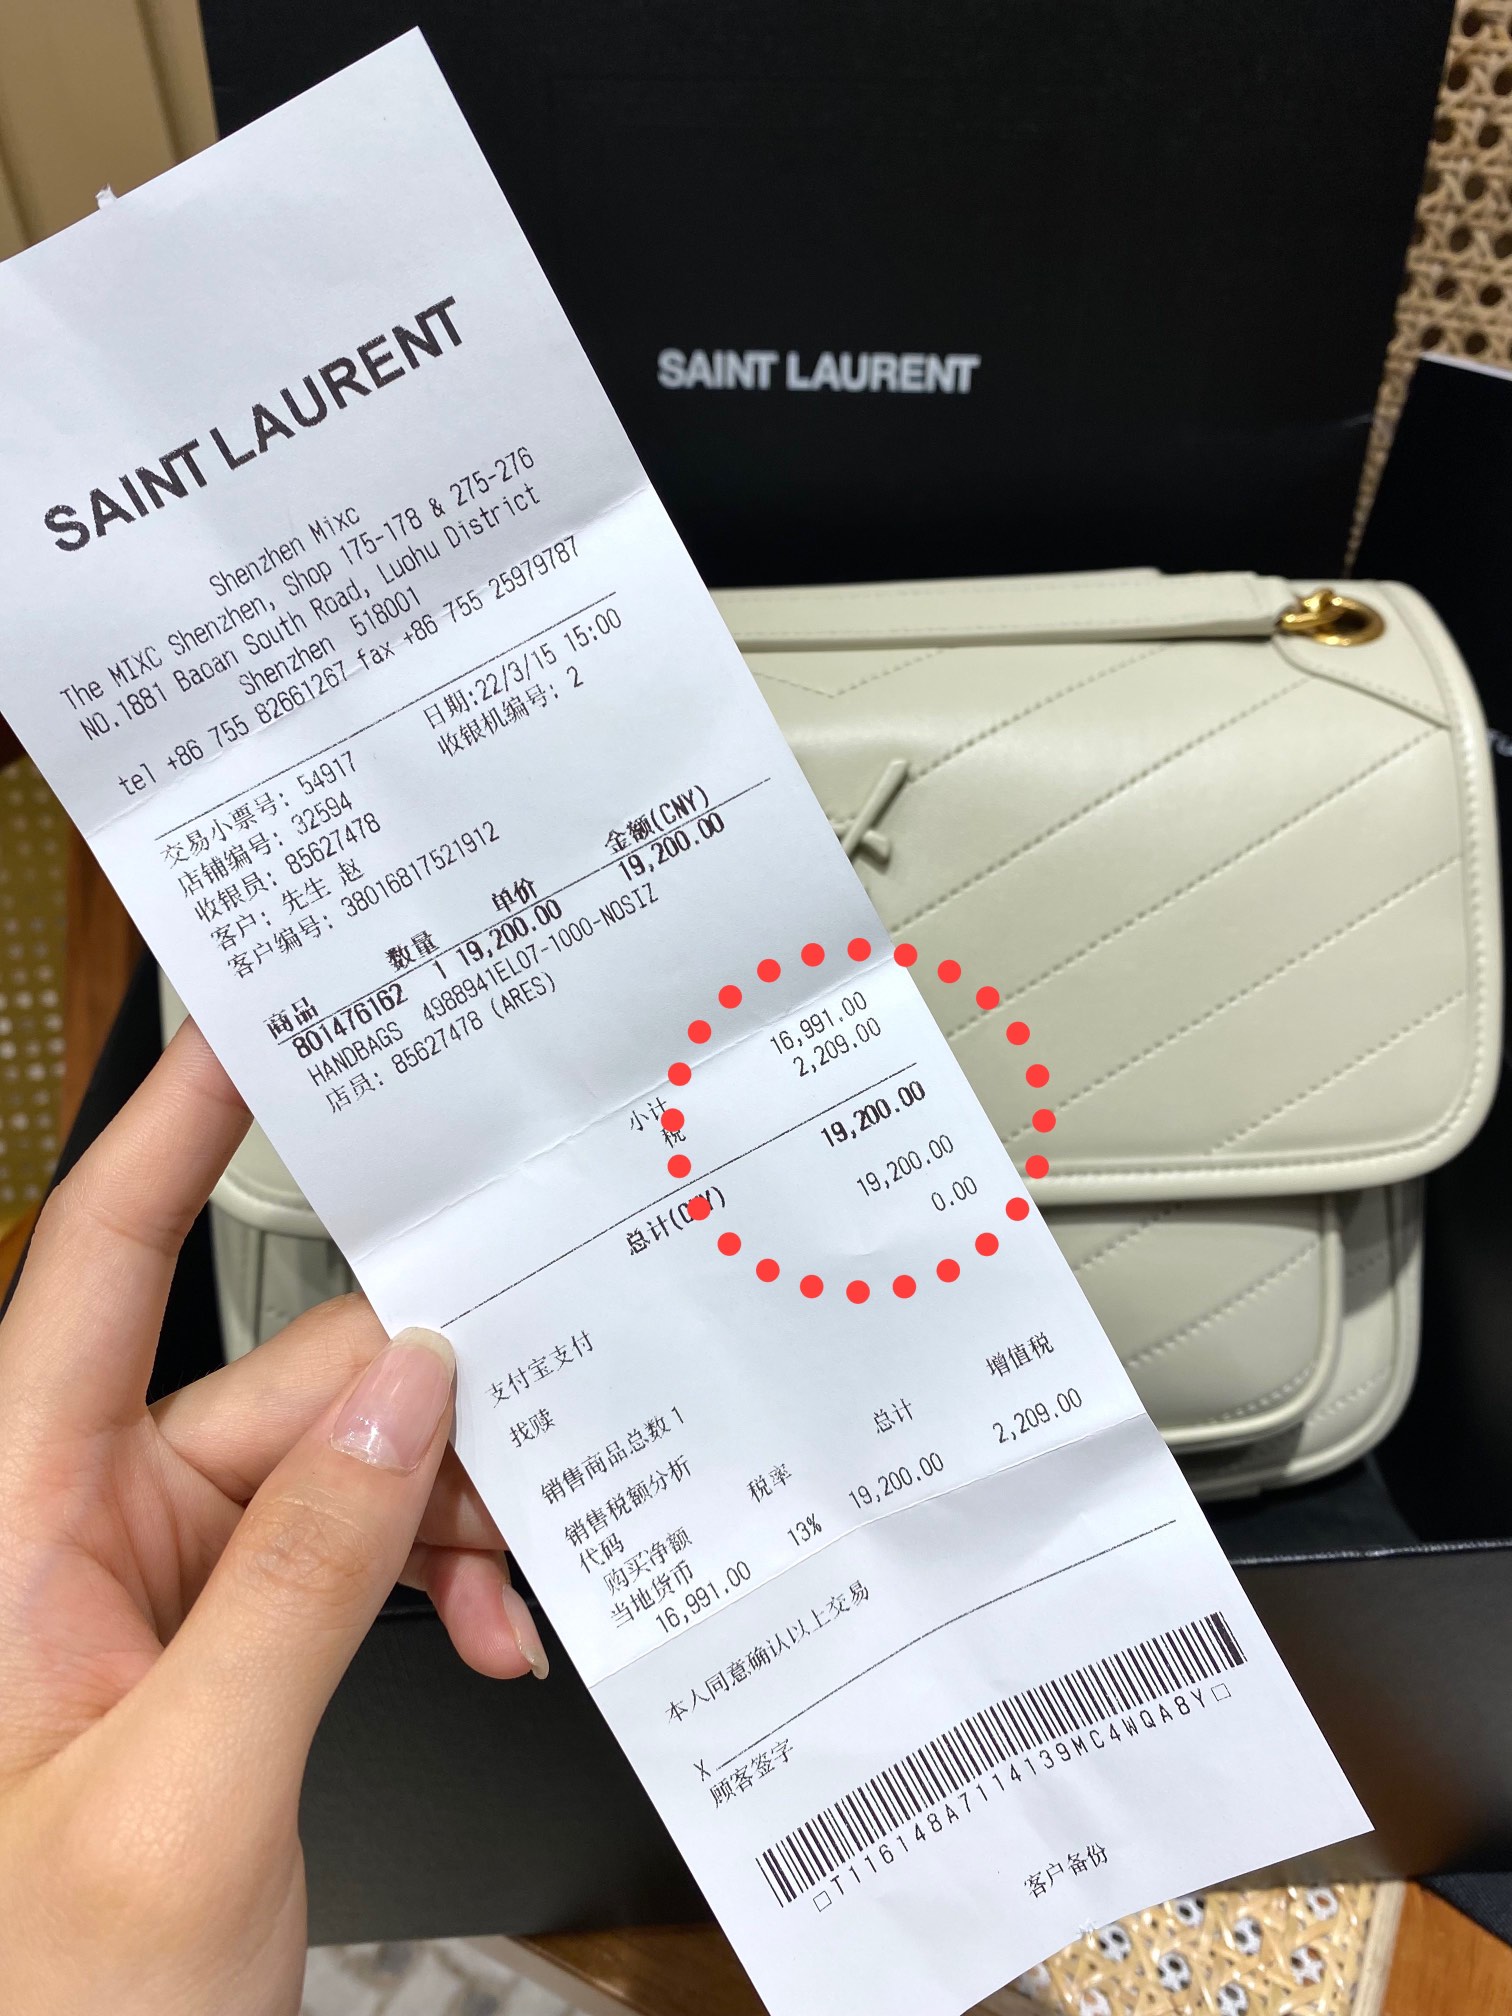 SAINT LAURENT
Shenzhen Mixc
The MIXC Shenzhen, Shop 175-178 & 275-276
NO.1881 Baoan South Road, Luohu District
Shenzhen 518001
tel +86 755 82661267 fax +86 755 25979787
日期:22/3/15 15:00
收银机编号: 2
交易小票号: 54917
店铺编号: 32594
收银员: 85627478
客户: 先生 赵
客户编号: 38016817521912
商品 数量 单价 金额(CNY)
801476162 1 19,200.00 19,200.00
HANDBAGS 4988941EL07-1000-NOSIZ
店员: 85627478 (ARES)
小计 16,991.00
税 2,209.00
总计(CNY) 19,200.00
支付宝支付 19,200.00
找赎 0.00
销售商品总数 1
销售税额分析
代码 税率 总计 增值税
购买净额 13% 19,200.00 2,209.00
当地货币
16,991.00
本人同意确认以上交易
X
顾客签字
T116148A7114139MC4WQA8Y
客户备份
SAINT LAURENT